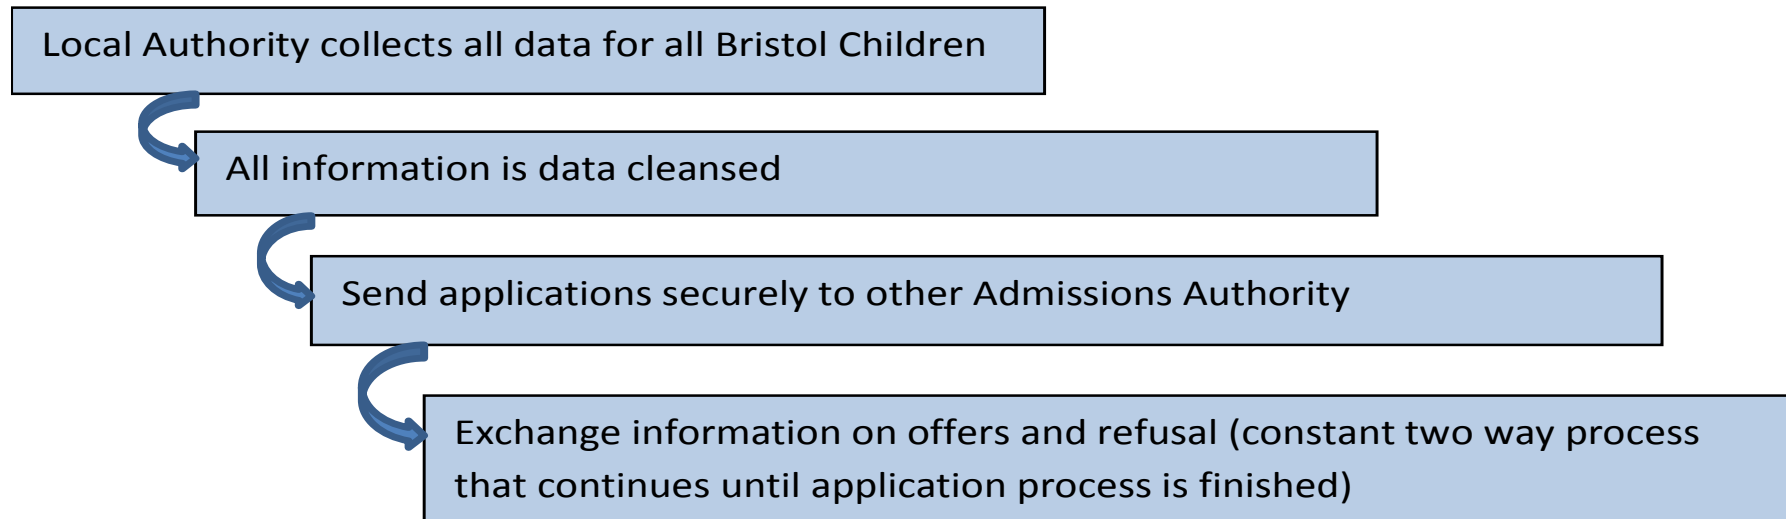 Local Authority collects all data for all Bristol Children
All information is data cleansed
Send applications securely to other Admissions Authority
Exchange information on offers and refusal (constant two way process
that continues until application process is finished)